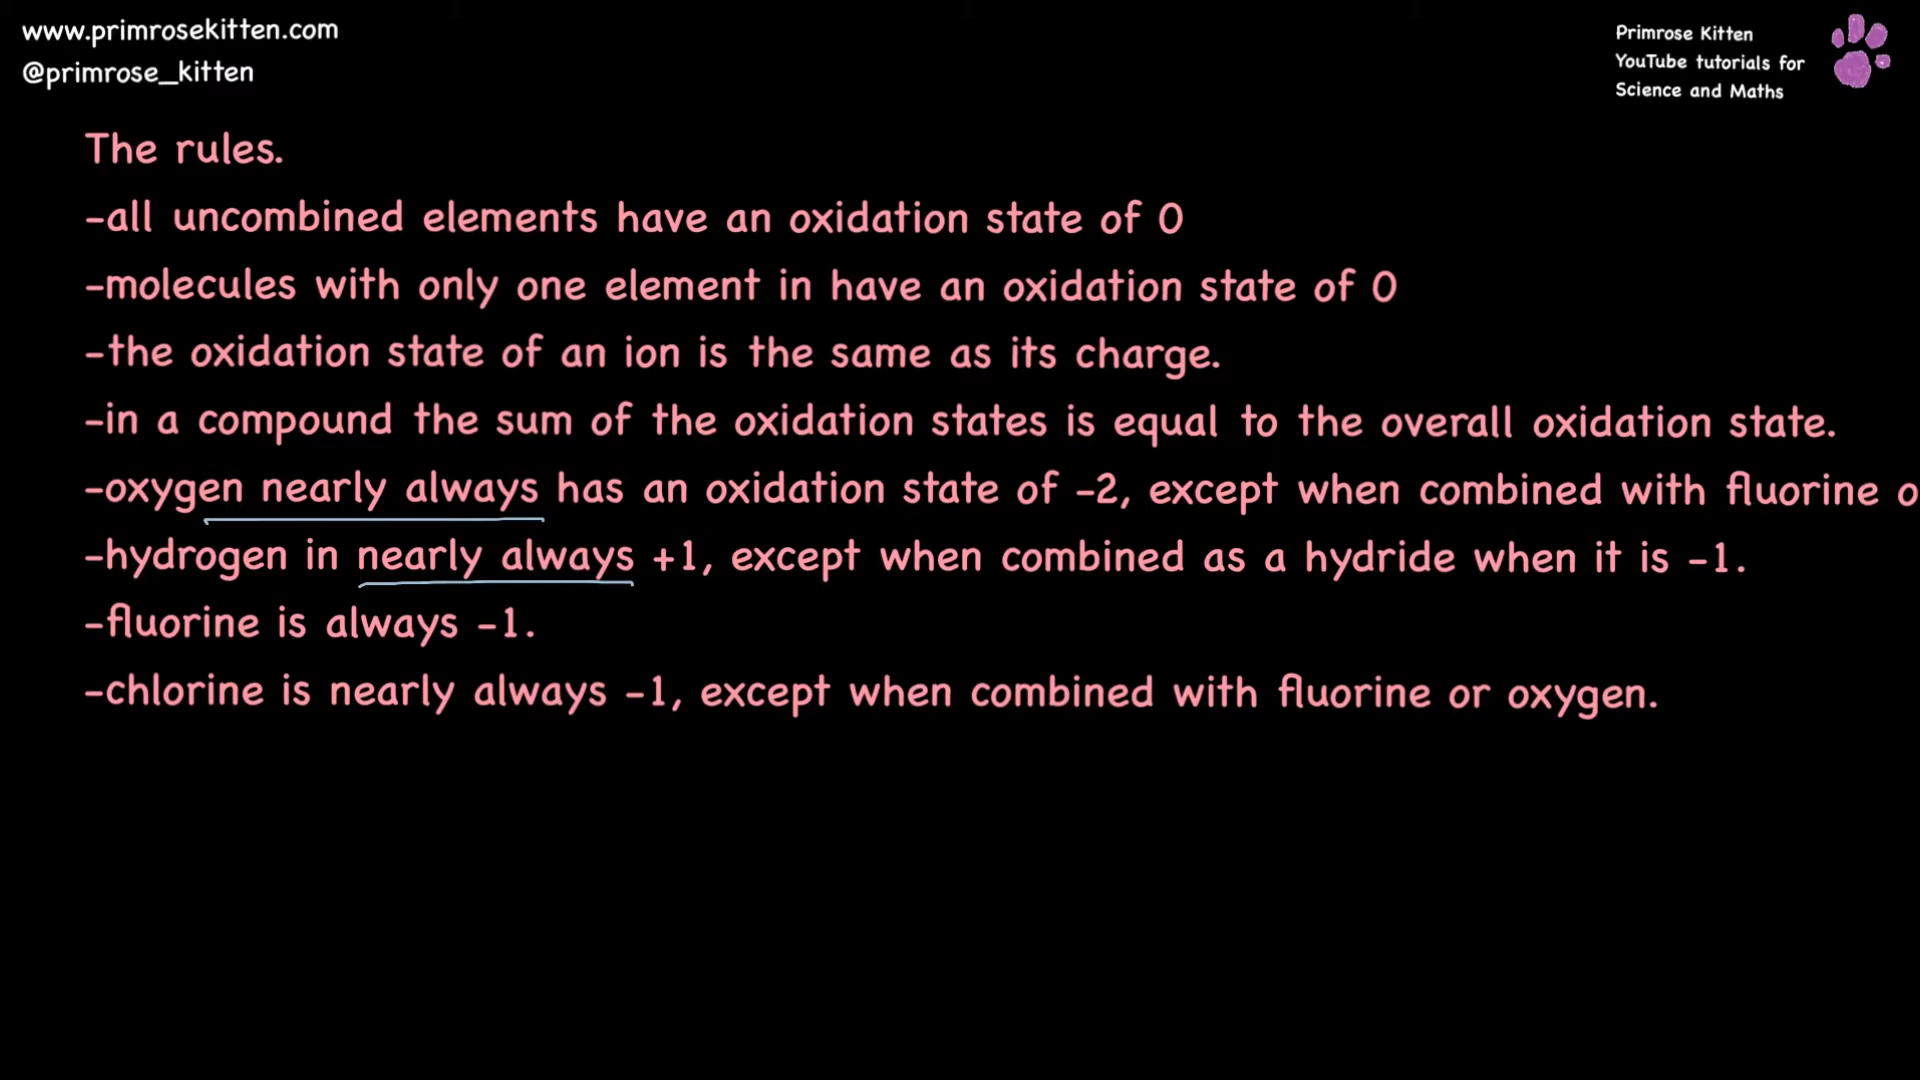 www.primrosekitten.com
@primrose_kitten
Primrose Kitten
YouTube tutorials for
Science and Maths
The rules.
-all uncombined elements have an oxidation state of 0
-molecules with only one element in have an oxidation state of 0
-the oxidation state of an ion is the same as its charge.
-in a compound the sum of the oxidation states is equal to the overall oxidation state.
-oxygen nearly always has an oxidation state of -2, except when combined with fluorine
-hydrogen in nearly always +1, except when combined as a hydride when it is -1.
-fluorine is always -1.
-chlorine is nearly always -1, except when combined with fluorine or oxygen.